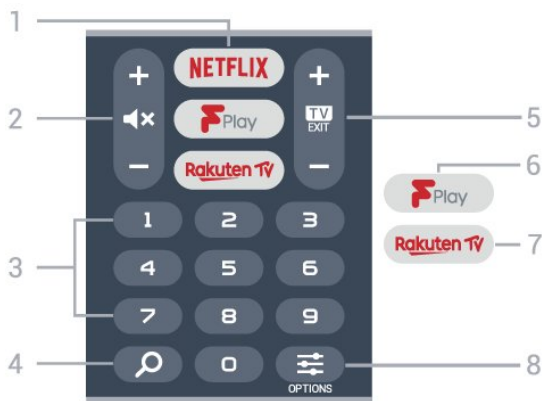 1
NETFLIX
2
FPlay
TV
EXIT
5
Rakuten TV
6
FPlay
Rakuten TV
7
1 2 3
3
4 5 6
7 8 9
4
0
OPTIONS
8